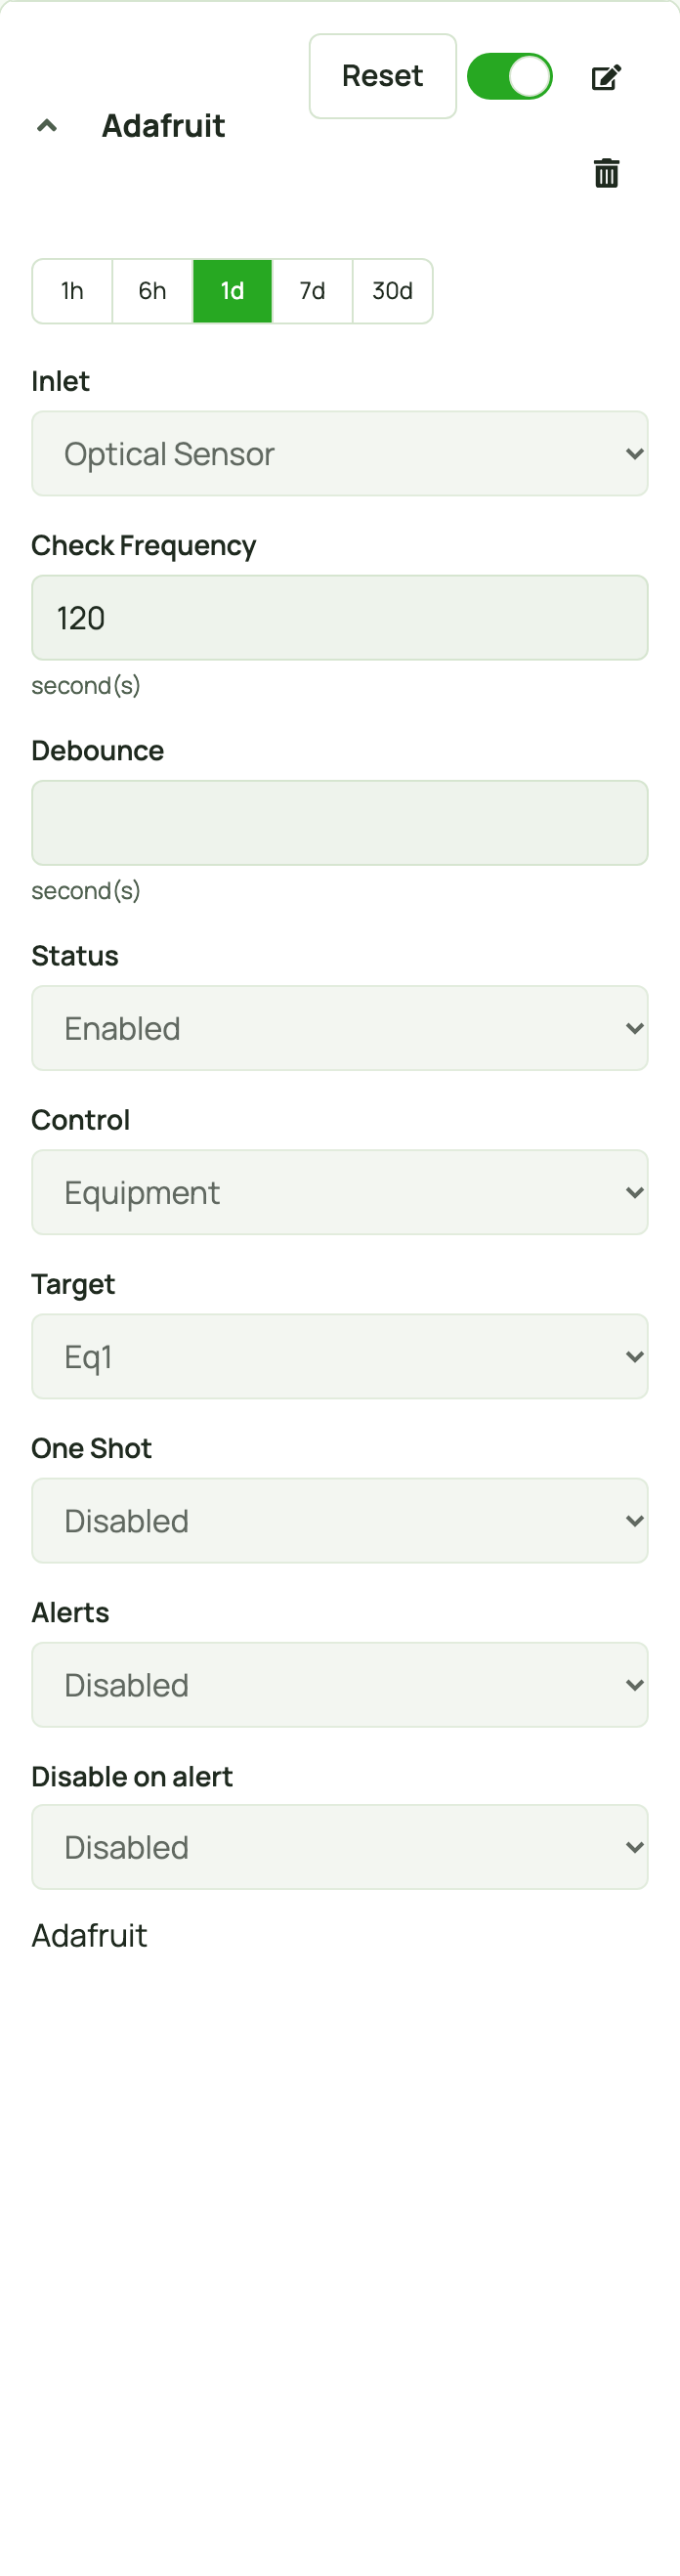 Reset
Adafruit
1h 6h 1d 7d 30d
Inlet
Optical Sensor
Check Frequency
120
second(s)
Debounce
second(s)
Status
Enabled
Control
Equipment
Target
Eq1
One Shot
Disabled
Alerts
Disabled
Disable on alert
Disabled
Adafruit